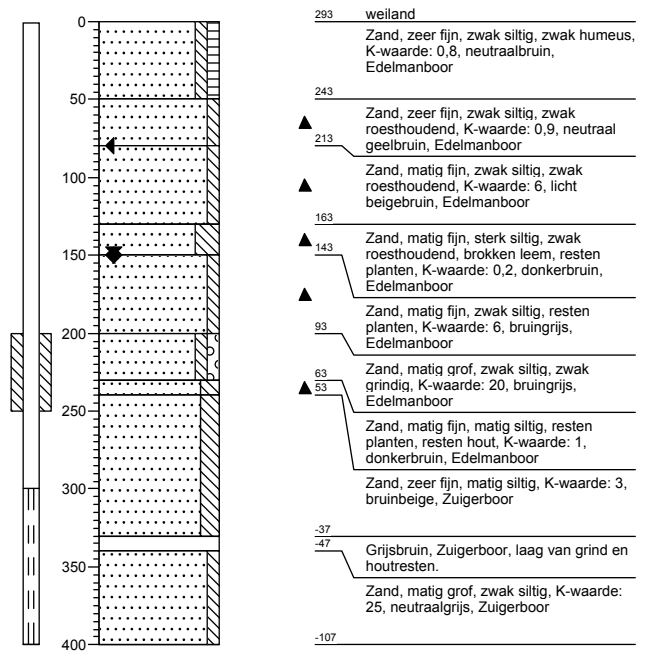 0
50
100
150
200
250
300
350
400
293 weiland
Zand, zeer fijn, zwak siltig, zwak humeus,
K-waarde: 0,8, neutraalbruin,
Edelmanboor
243
Zand, zeer fijn, zwak siltig, zwak
roesthoudend, K-waarde: 0,9, neutraal
geelbruin, Edelmanboor
213
Zand, matig fijn, zwak siltig, zwak
roesthoudend, K-waarde: 6, licht
beigebruin, Edelmanboor
163
Zand, matig fijn, sterk siltig, zwak
roesthoudend, brokken leem, resten
planten, K-waarde: 0,2, donkerbruin,
Edelmanboor
143
Zand, matig fijn, zwak siltig, resten
planten, K-waarde: 6, bruingrijs,
Edelmanboor
93
Zand, matig grof, zwak siltig, zwak
grindig, K-waarde: 20, bruingrijs,
Edelmanboor
63
Zand, matig fijn, matig siltig, resten
planten, resten hout, K-waarde: 1,
donkerbruin, Edelmanboor
53
Zand, zeer fijn, matig siltig, K-waarde: 3,
bruinbeige, Zuigerboor
-37
Grijsbruin, Zuigerboor, laag van grind en
houtresten.
-47
Zand, matig grof, zwak siltig, K-waarde:
25, neutraalgrijs, Zuigerboor
-107